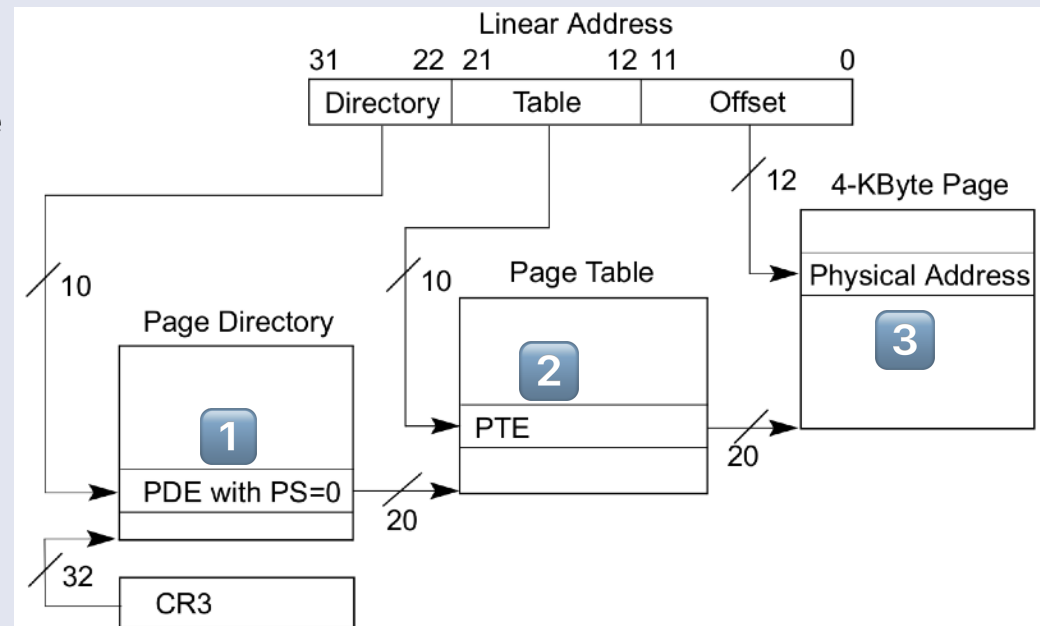 Linear Address
31 22 21 12 11 0
Directory Table Offset
12
4-KByte Page
10
10
Page Table
Physical Address
Page Directory
3
2
1
PTE
20
PDE with PS=0
20
32
CR3